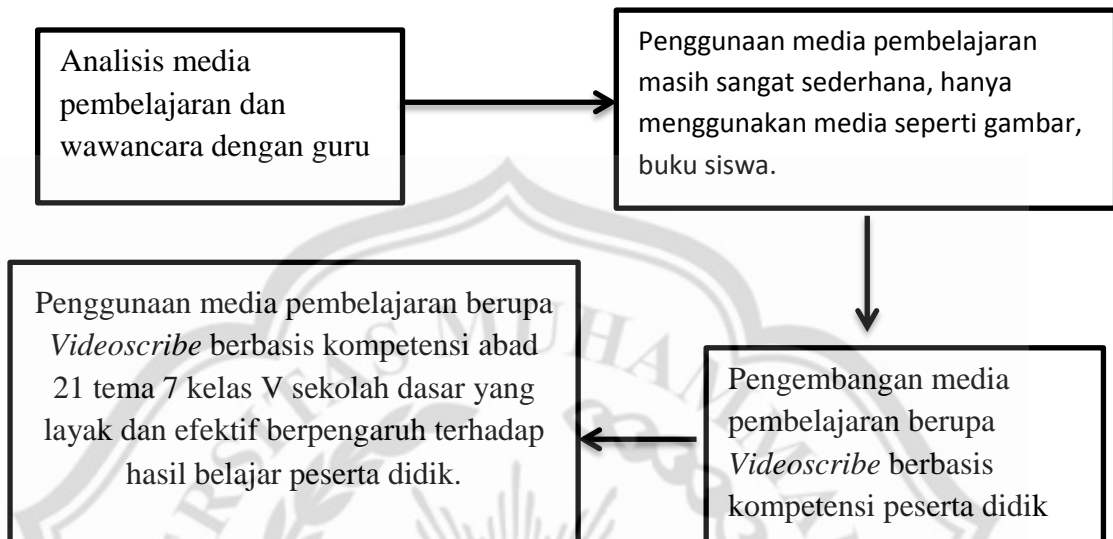 Analisis media
pembelajaran dan
wawancara dengan guru
Penggunaan media pembelajaran
masih sangat sederhana, hanya
menggunakan media seperti gambar,
buku siswa.
Penggunaan media pembelajaran berupa
Videoscribe berbasis kompetensi abad
21 tema 7 kelas V sekolah dasar yang
layak dan efektif berpengaruh terhadap
hasil belajar peserta didik.
Pengembangan media
pembelajaran berupa
Videoscribe berbasis
kompetensi peserta didik